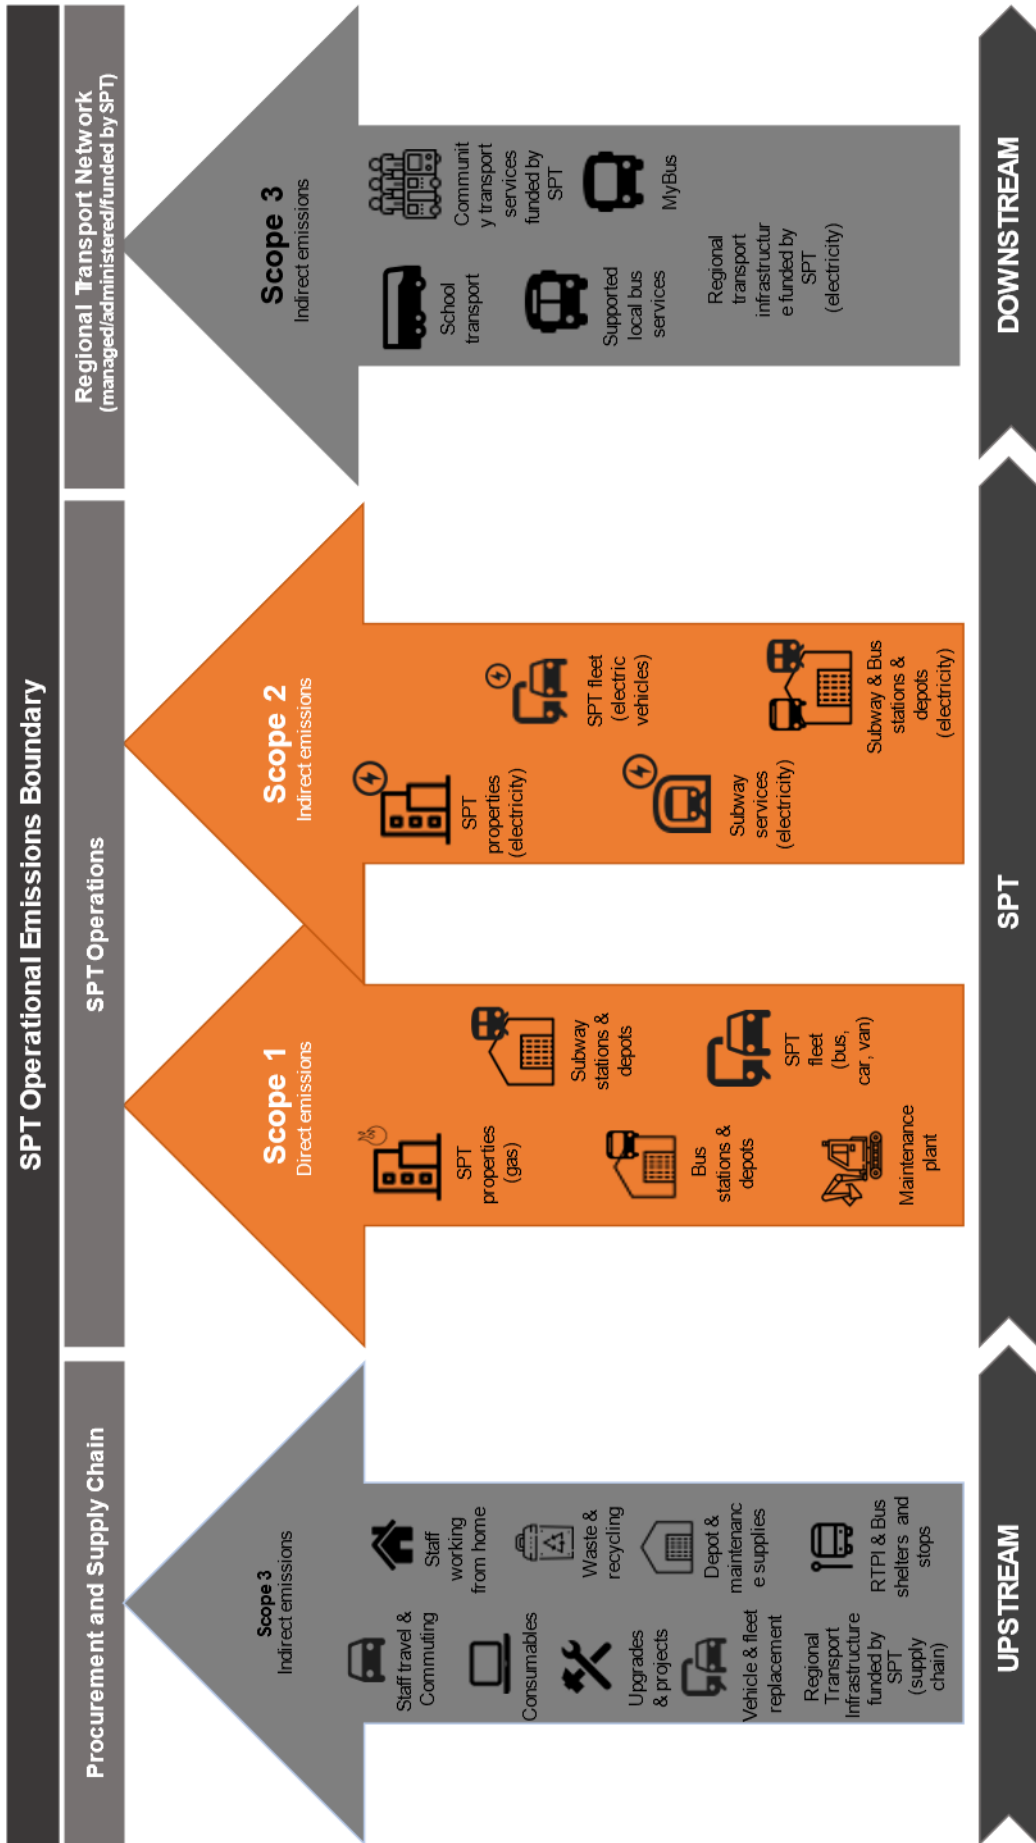 SPT Operational Emissions Boundary
Procurement and Supply Chain
SPT Operations
Regional Transport Network
(managed/administered/funded by SPT)
Scope 3
Indirect emissions
Staff travel &
Commuting
Staff
working
from home
Consumables
Waste &
recycling
Upgrades
& projects
Depot &
maintenanc
e supplies
Vehicle & fleet
replacement
Regional
Transport
Infrastructure
funded by
SPT
(supply
chain)
RTPI & Bus
shelters and
stops
Scope 1
Direct emissions
SPT
properties
(gas)
Subway
stations &
depots
Bus
stations &
depots
SPT
fleet
(bus,
car, van)
Maintenance
plant
Scope 2
Indirect emissions
SPT
properties
(electricity)
SPT fleet
(electric
vehicles)
Subway
services
(electricity)
Subway & Bus
stations &
depots
(electricity)
Scope 3
Indirect emissions
School
transport
Communit
y transport
services
funded by
SPT
Supported
local bus
services
MyBus
Regional
transport
infrastructur
e funded by
SPT
(electricity)
UPSTREAM
SPT
DOWNSTREAM